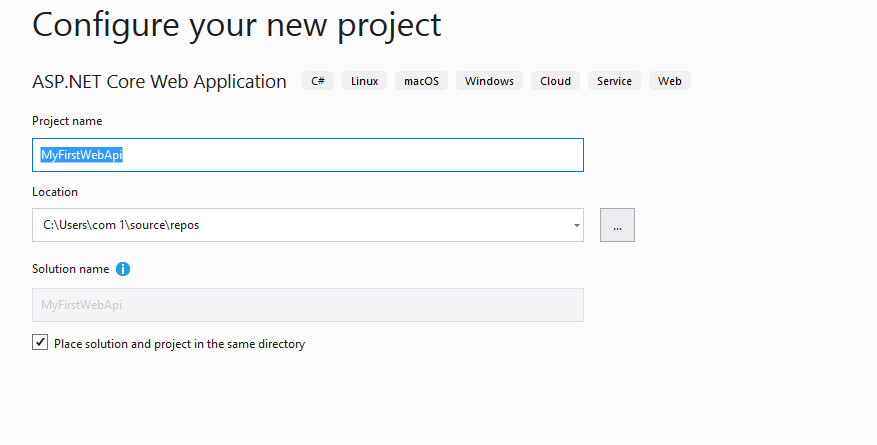 Configure your new project
ASP.NET Core Web Application C# Linux macOS Windows Cloud Service Web
Project name
MyFirstWebApi
Location
C:\Users\com 1\source\repos
...
Solution name
MyFirstWebApi
Place solution and project in the same directory